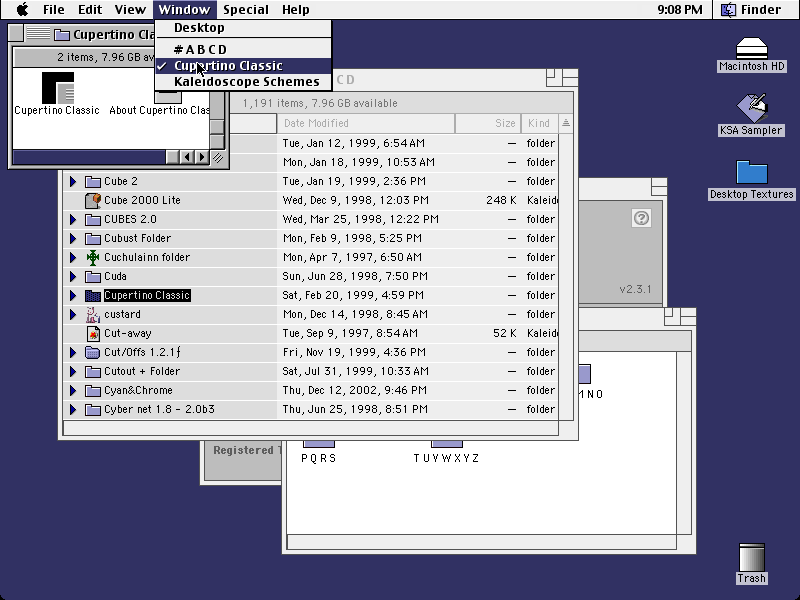 File Edit View Window Special Help 9:08 PM Finder
Desktop
# A B C D
✓ Cupertino Classic
Kaleidoscope Schemes
Cupertino Cla
2 items, 7.96 GB av
Cupertino Classic About Cupertino Clas
C D
1,191 items, 7.96 GB available
Date Modified Size Kind
Tue, Jan 12, 1999, 6:54 AM — folder
Mon, Jan 18, 1999, 10:53 AM — folder
Cube 2 Tue, Jan 19, 1999, 2:36 PM — folder
Cube 2000 Lite Wed, Dec 9, 1998, 12:03 PM 248 K Kaleid
CUBES 2.0 Wed, Mar 25, 1998, 12:22 PM — folder
Cubust Folder Mon, Feb 9, 1998, 5:25 PM — folder
Cuchulainn folder Mon, Apr 7, 1997, 6:50 AM — folder
Cuda Sun, Jun 28, 1998, 7:50 PM — folder
Cupertino Classic Sat, Feb 20, 1999, 4:59 PM — folder
custard Mon, Dec 14, 1998, 8:45 AM — folder
Cut-away Tue, Sep 9, 1997, 8:54 AM 52 K Kaleid
Cut/Offs 1.2.1ƒ Fri, Nov 19, 1999, 4:36 PM — folder
Cutout + Folder Sat, Jul 31, 1999, 10:33 AM — folder
Cyan&Chrome Thu, Dec 12, 2002, 9:46 PM — folder
Cyber net 1.8 - 2.0b3 Thu, Jun 25, 1998, 8:51 PM — folder
?
v2.3.1
Registered T
M N O
P Q R S T U V W X Y Z
Macintosh HD
KSA Sampler
Desktop Textures
Trash